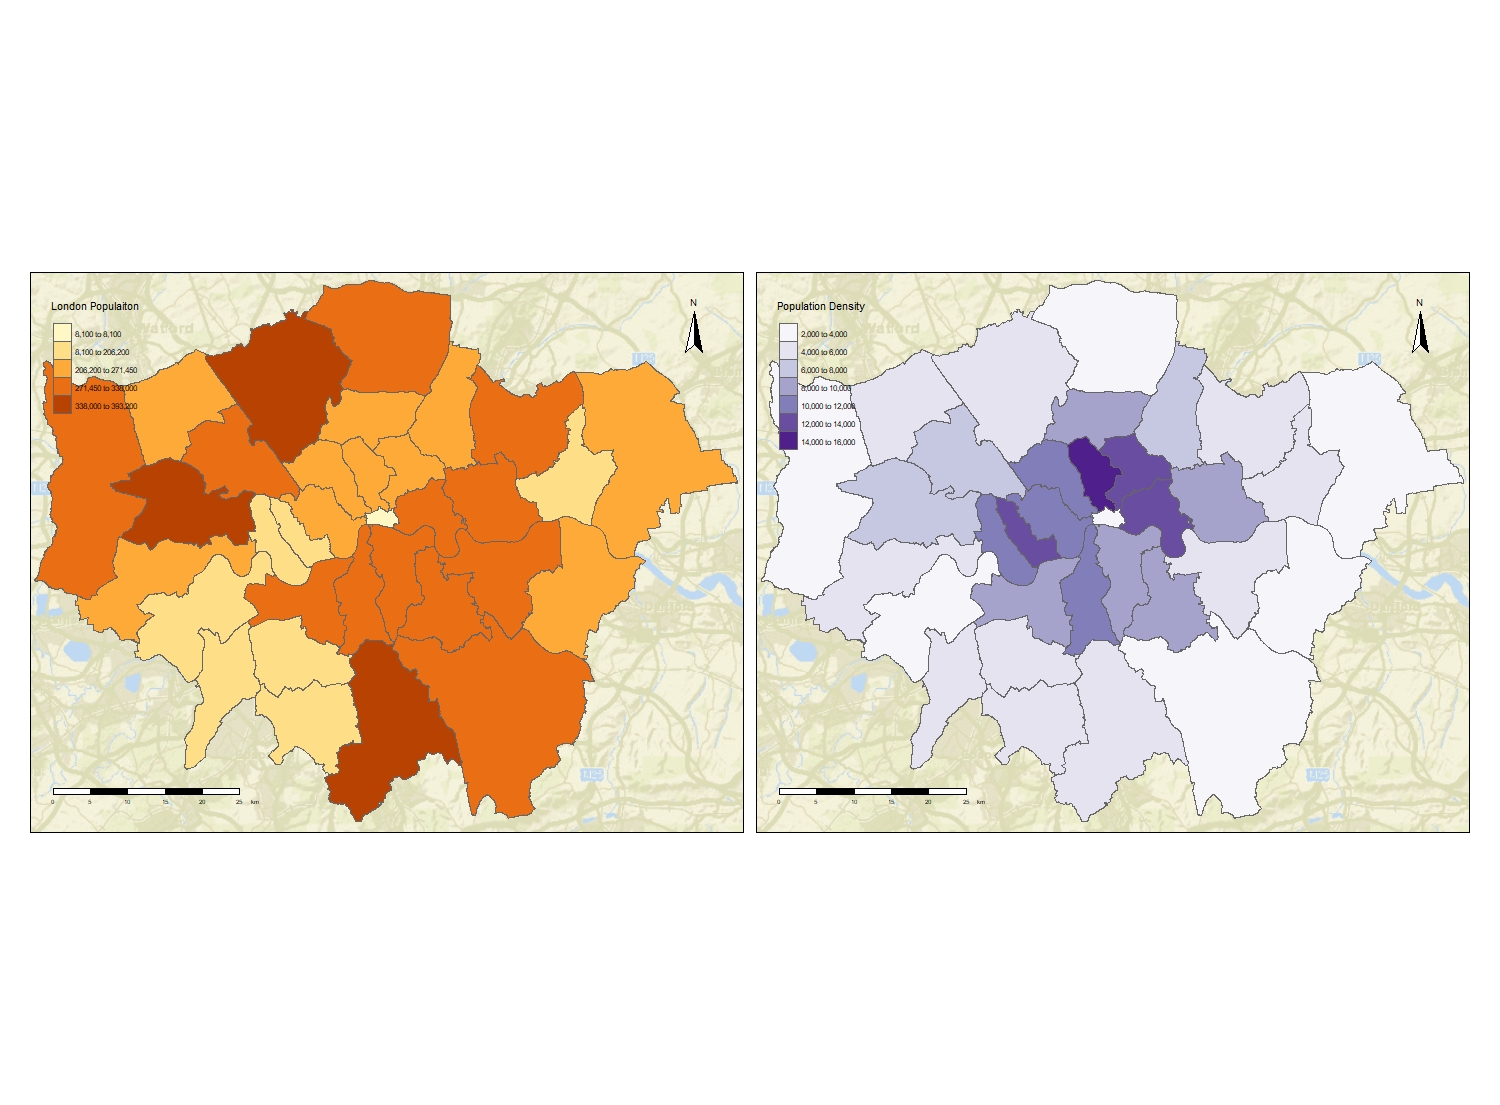 London Populaiton
8,100 to 8,100
8,100 to 206,200
206,200 to 271,450
271,450 to 338,000
338,000 to 393,200
N
0 5 10 15 20 25 km
Population Density
2,000 to 4,000
4,000 to 6,000
6,000 to 8,000
8,000 to 10,000
10,000 to 12,000
12,000 to 14,000
14,000 to 16,000
N
0 5 10 15 20 25 km